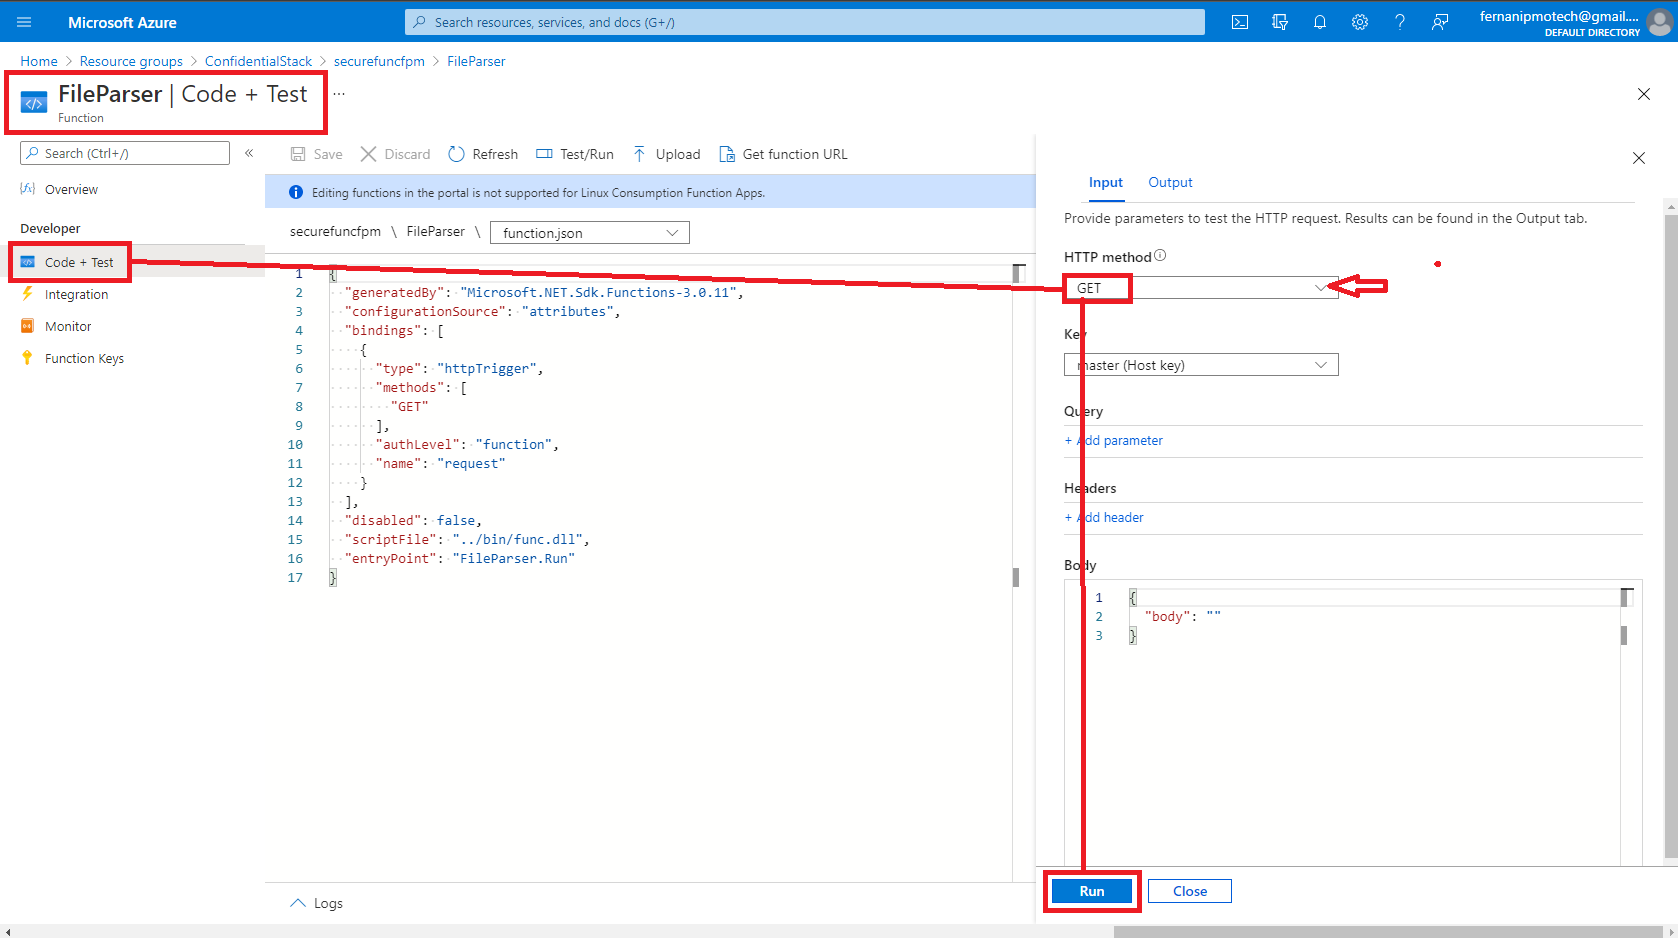 Microsoft Azure
Search resources, services, and docs (G+/)
fernanipmotech@gmail....
DEFAULT DIRECTORY
Home > Resource groups > ConfidentialStack > securefuncfpm > FileParser
FileParser | Code + Test ...
Function
Search (Ctrl+/)
«
Overview
Developer
Code + Test
Integration
Monitor
Function Keys
Save
Discard
Refresh
Test/Run
Upload
Get function URL
Editing functions in the portal is not supported for Linux Consumption Function Apps.
securefuncfpm \ FileParser \ function.json
1 {
2 "generatedBy": "Microsoft.NET.Sdk.Functions-3.0.11",
3 "configurationSource": "attributes",
4 "bindings": [
5 {
6 "type": "httpTrigger",
7 "methods": [
8 "GET"
9 ],
10 "authLevel": "function",
11 "name": "request"
12 }
13 ],
14 "disabled": false,
15 "scriptFile": "../bin/func.dll",
16 "entryPoint": "FileParser.Run"
17 }
Logs
Input
Output
Provide parameters to test the HTTP request. Results can be found in the Output tab.
HTTP method
GET
Key
master (Host key)
Query
+ Add parameter
Headers
+ Add header
Body
1 {
2 "body": ""
3 }
Run
Close